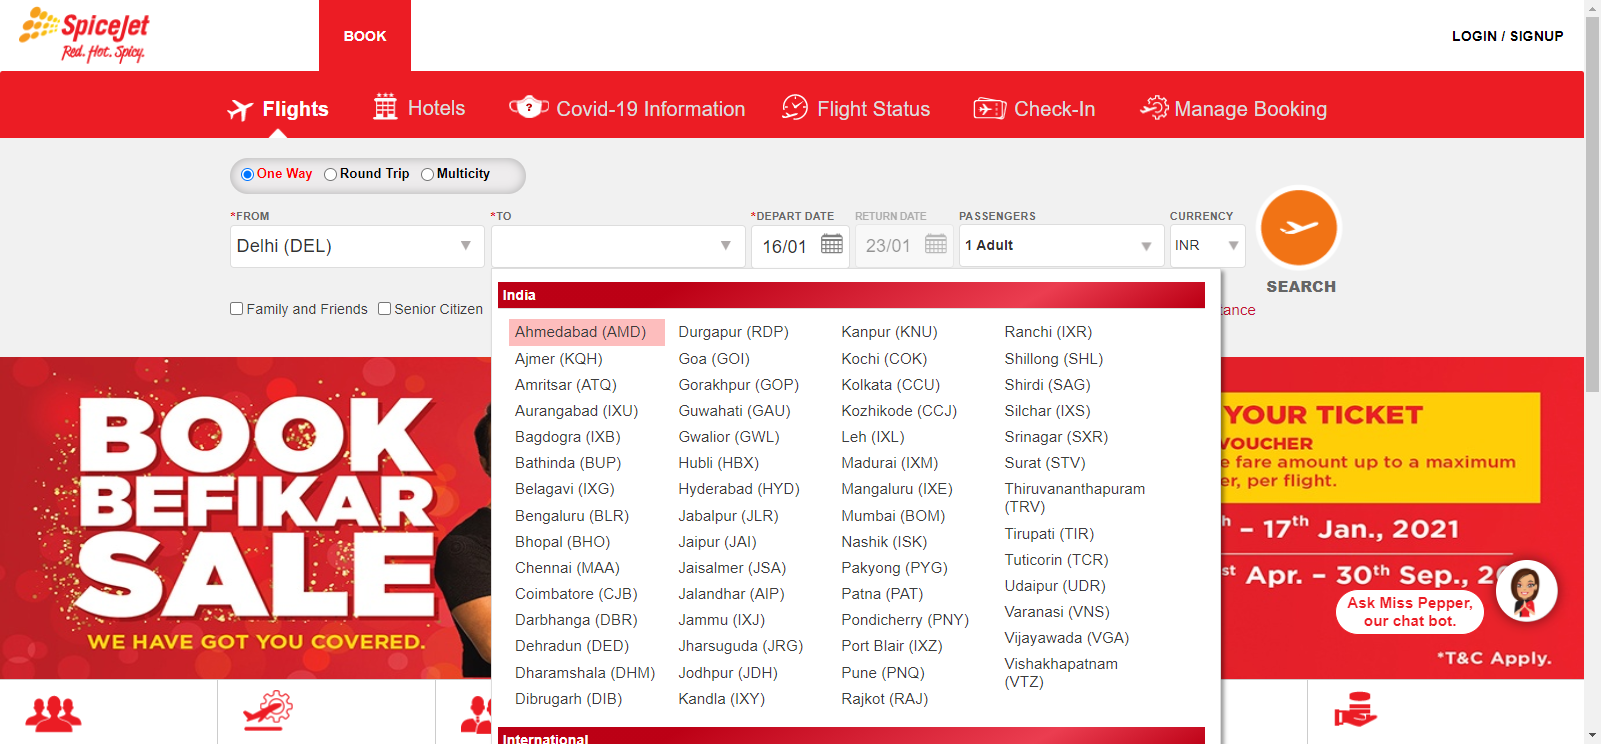 SpiceJet
Red. Hot. Spicy.
BOOK
LOGIN / SIGNUP
Flights
Hotels
?
Covid-19 Information
Flight Status
Check-In
Manage Booking
One Way
Round Trip
Multicity
*FROM
*TO
*DEPART DATE
RETURN DATE
PASSENGERS
CURRENCY
Delhi (DEL)
16/01
23/01
1 Adult
INR
SEARCH
Family and Friends
Senior Citizen
India
Ahmedabad (AMD)
Ajmer (KQH)
Amritsar (ATQ)
Aurangabad (IXU)
Bagdogra (IXB)
Bathinda (BUP)
Belagavi (IXG)
Bengaluru (BLR)
Bhopal (BHO)
Chennai (MAA)
Coimbatore (CJB)
Darbhanga (DBR)
Dehradun (DED)
Dharamshala (DHM)
Dibrugarh (DIB)
Durgapur (RDP)
Goa (GOI)
Gorakhpur (GOP)
Guwahati (GAU)
Gwalior (GWL)
Hubli (HBX)
Hyderabad (HYD)
Jabalpur (JLR)
Jaipur (JAI)
Jaisalmer (JSA)
Jalandhar (AIP)
Jammu (IXJ)
Jharsuguda (JRG)
Jodhpur (JDH)
Kandla (IXY)
Kanpur (KNU)
Kochi (COK)
Kolkata (CCU)
Kozhikode (CCJ)
Leh (IXL)
Madurai (IXM)
Mangaluru (IXE)
Mumbai (BOM)
Nashik (ISK)
Pakyong (PYG)
Patna (PAT)
Pondicherry (PNY)
Port Blair (IXZ)
Pune (PNQ)
Rajkot (RAJ)
Ranchi (IXR)
Shillong (SHL)
Shirdi (SAG)
Silchar (IXS)
Srinagar (SXR)
Surat (STV)
Thiruvananthapuram
(TRV)
Tirupati (TIR)
Tuticorin (TCR)
Udaipur (UDR)
Varanasi (VNS)
Vijayawada (VGA)
Vishakhapatnam
(VTZ)
International
tance
BOOK
BEFIKAR
SALE
WE HAVE GOT YOU COVERED.
YOUR TICKET
VOUCHER
e fare amount up to a maximum
er, per flight.
h – 17th Jan., 2021
st Apr. – 30th Sep., 2
Ask Miss Pepper,
our chat bot.
*T&C Apply.